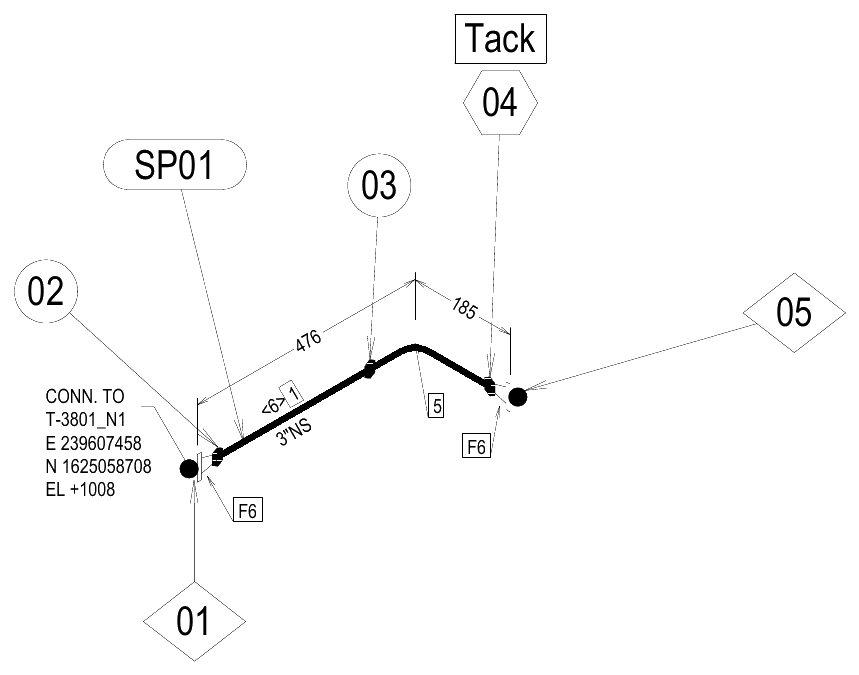 Tack
04
SP01
03
02
185
05
476
CONN. TO
T-3801_N1
E 239607458
N 1625058708
EL +1008
<6> 1
3"NS
5
F6
F6
01